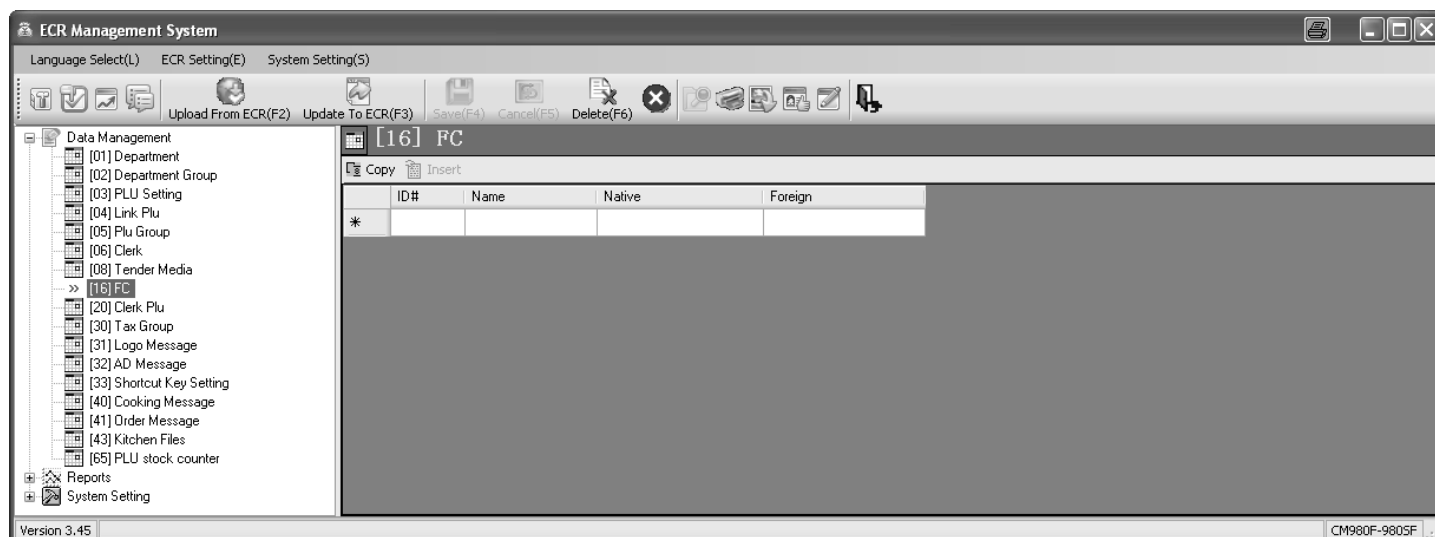 ECR Management System
Language Select(L) ECR Setting(E) System Setting(S)
Upload From ECR(F2) Update To ECR(F3) Save(F4) Cancel(F5) Delete(F6)
Data Management
[01] Department
[02] Department Group
[03] PLU Setting
[04] Link Plu
[05] Plu Group
[06] Clerk
[08] Tender Media
[16] FC
[20] Clerk Plu
[30] Tax Group
[31] Logo Message
[32] AD Message
[33] Shortcut Key Setting
[40] Cooking Message
[41] Order Message
[43] Kitchen Files
[65] PLU stock counter
Reports
System Setting
[16] FC
Copy Insert
ID# Name Native Foreign
*
Version 3.45 CM980F-980SF